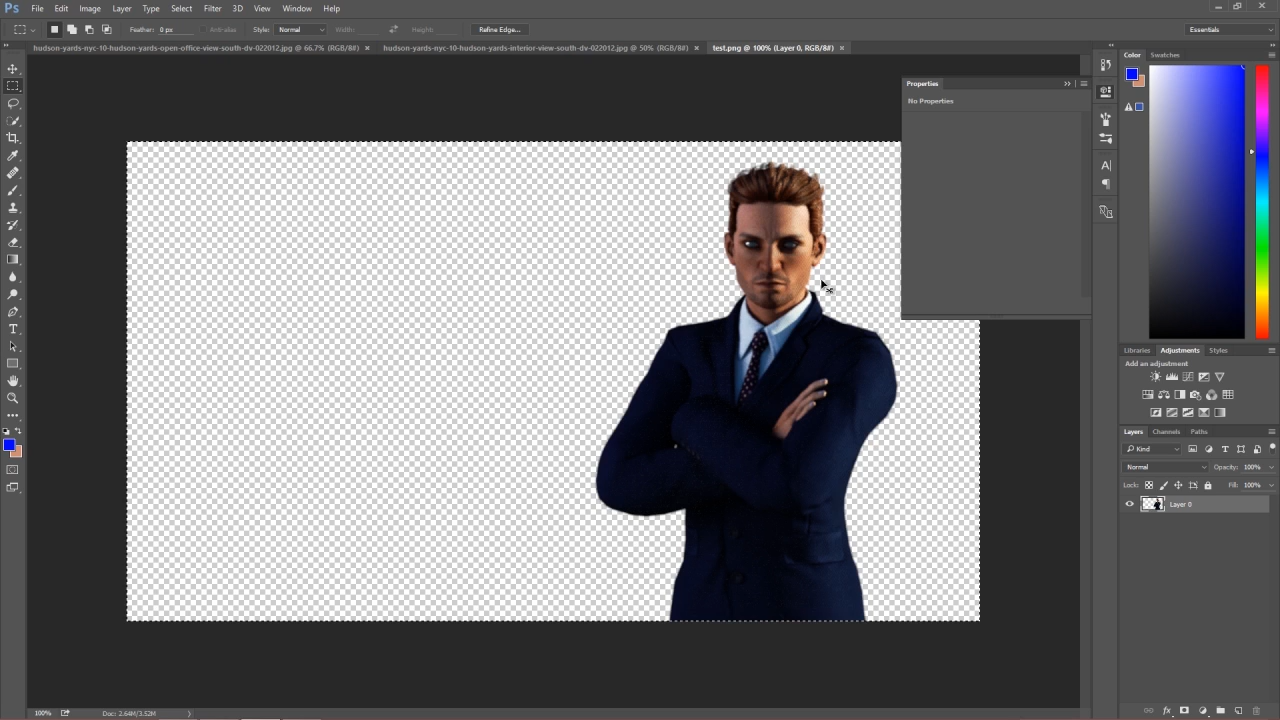 Ps File Edit Image Layer Type Select Filter 3D View Window Help
Feather: 0 px Anti-alias Style: Normal Width: Height: Refine Edge... Essentials
hudson-yards-nyc-10-hudson-yards-open-office-view-south-dv-022012.jpg @ 66.7% (RGB/8#) × hudson-yards-nyc-10-hudson-yards-interior-view-south-dv-022012.jpg @ 50% (RGB/8#) × test.png @ 100% (Layer 0, RGB/8#) ×
Color Swatches
Properties
No Properties
Libraries Adjustments Styles
Add an adjustment
Layers Channels Paths
Kind
Normal Opacity: 100%
Lock: Fill: 100%
Layer 0
100% Doc: 2.64M/3.52M